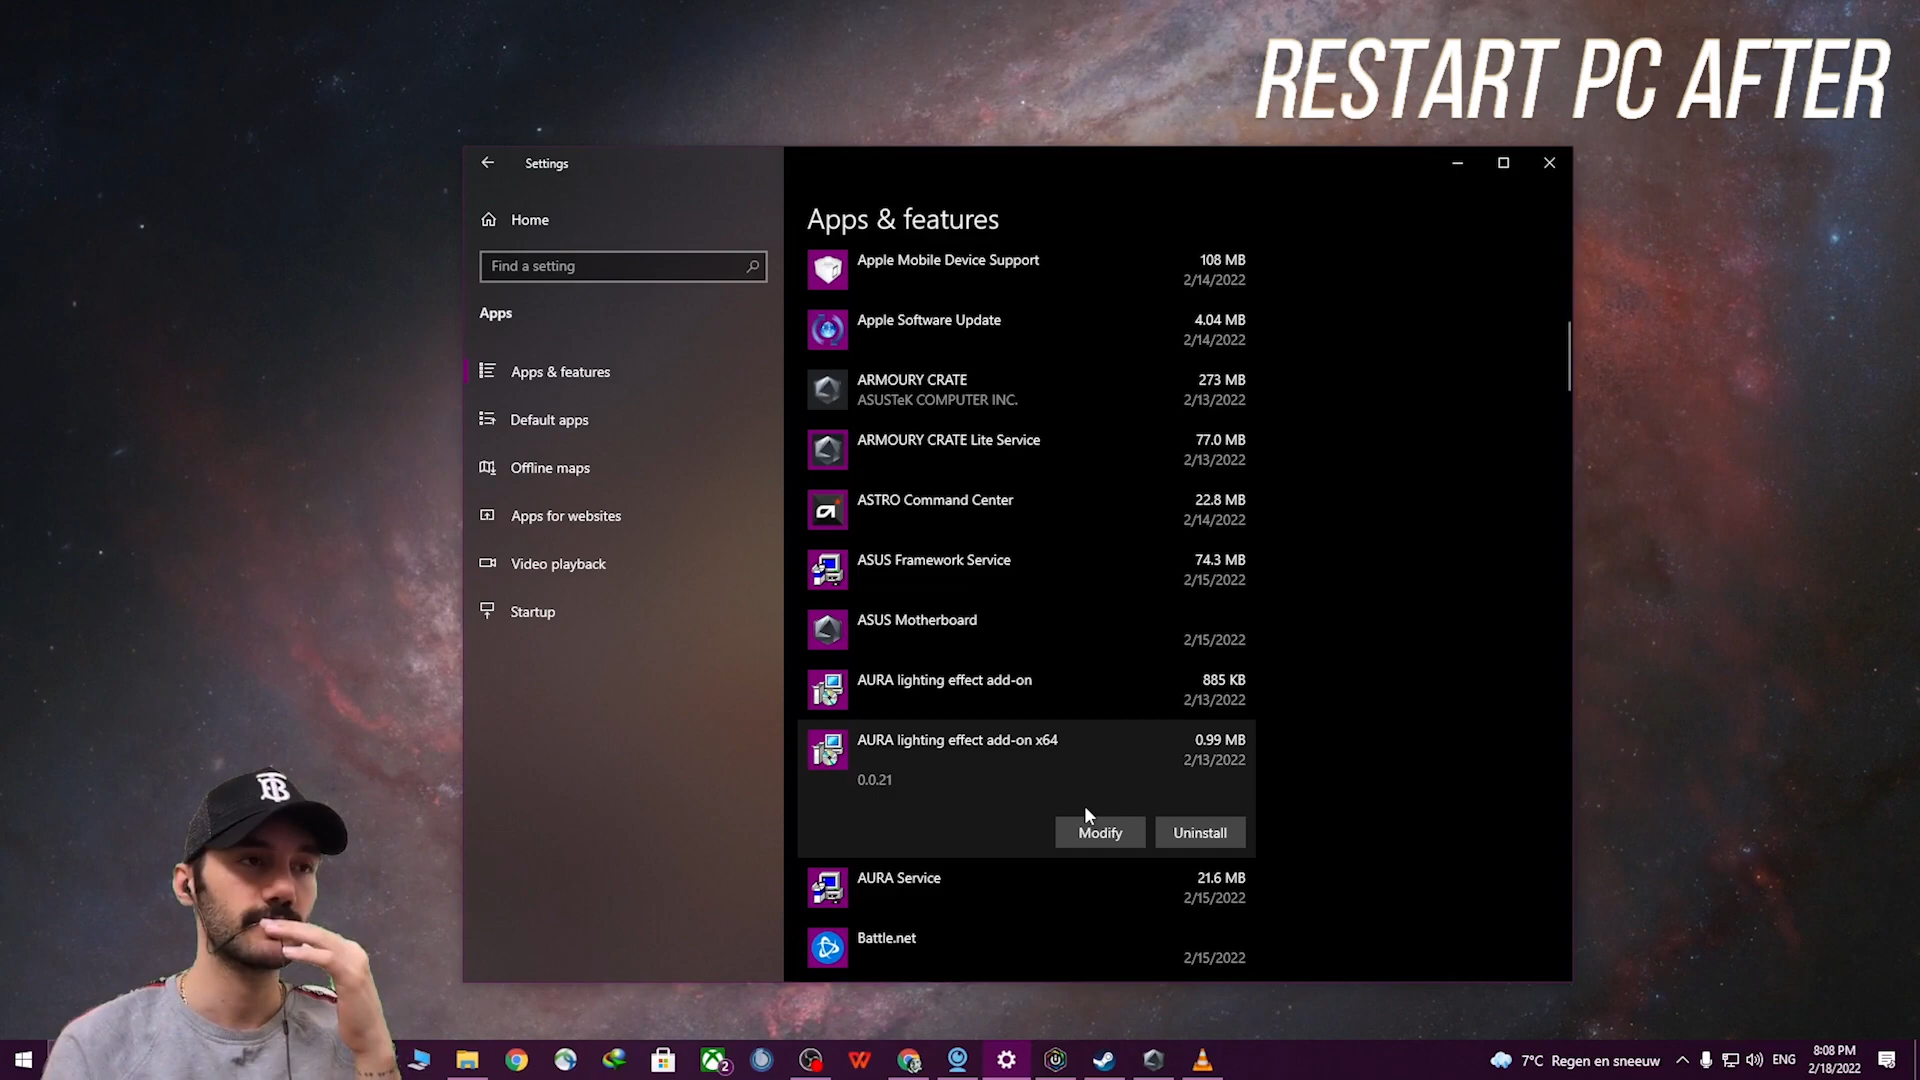 RESTART PC AFTER
Settings
Home
Find a setting
Apps
Apps & features
Default apps
Offline maps
Apps for websites
Video playback
Startup
Apps & features
Apple Mobile Device Support 108 MB
2/14/2022
Apple Software Update 4.04 MB
2/14/2022
ARMOURY CRATE 273 MB
ASUSTeK COMPUTER INC. 2/13/2022
ARMOURY CRATE Lite Service 77.0 MB
2/13/2022
ASTRO Command Center 22.8 MB
2/14/2022
ASUS Framework Service 74.3 MB
2/15/2022
ASUS Motherboard
2/15/2022
AURA lighting effect add-on 885 KB
2/13/2022
AURA lighting effect add-on x64 0.99 MB
2/13/2022
0.0.21
Modify Uninstall
AURA Service 21.6 MB
2/15/2022
Battle.net
2/15/2022
2
7°C Regen en sneeuw
ENG
8:08 PM
2/18/2022